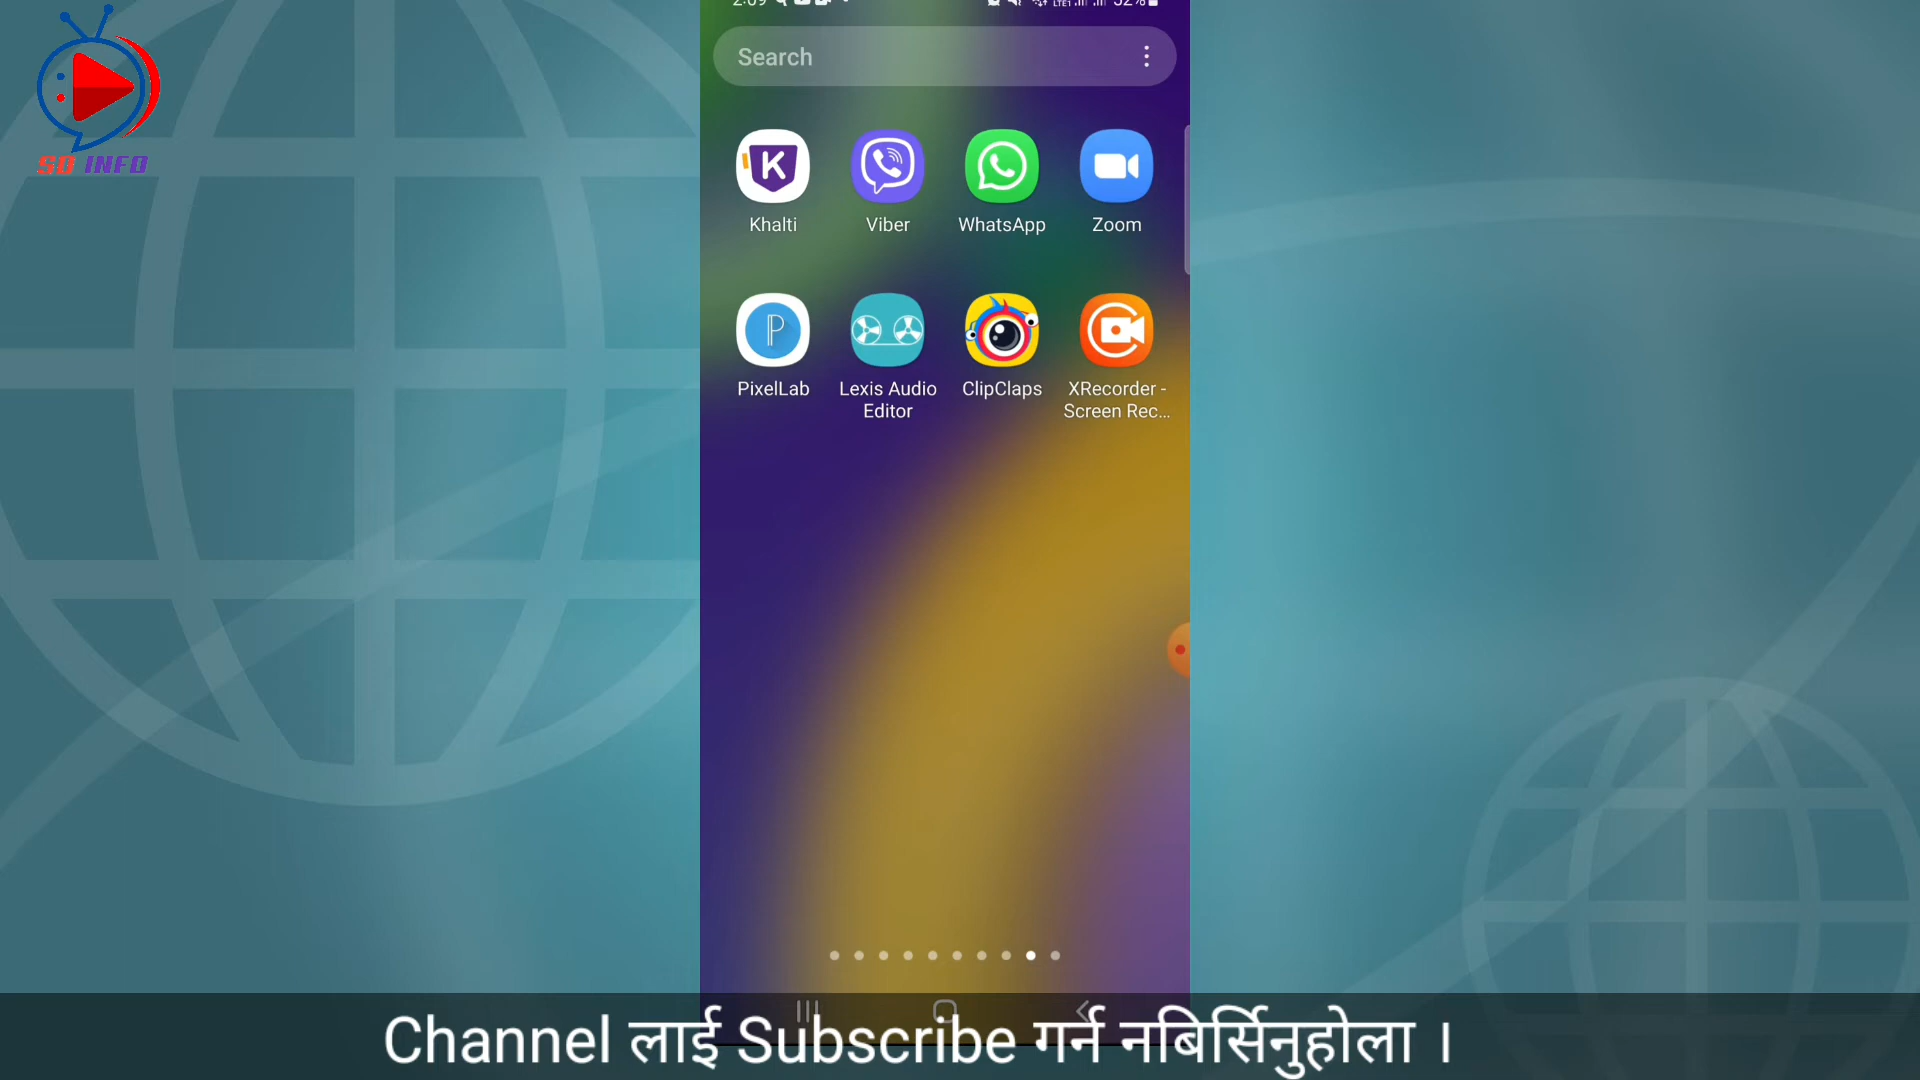 SD INFO
Search
Khalti
Viber
WhatsApp
Zoom
PixelLab
Lexis Audio
Editor
ClipClaps
XRecorder -
Screen Rec...
Channel लाई Subscribe गर्न नबिर्सिनुहोला ।